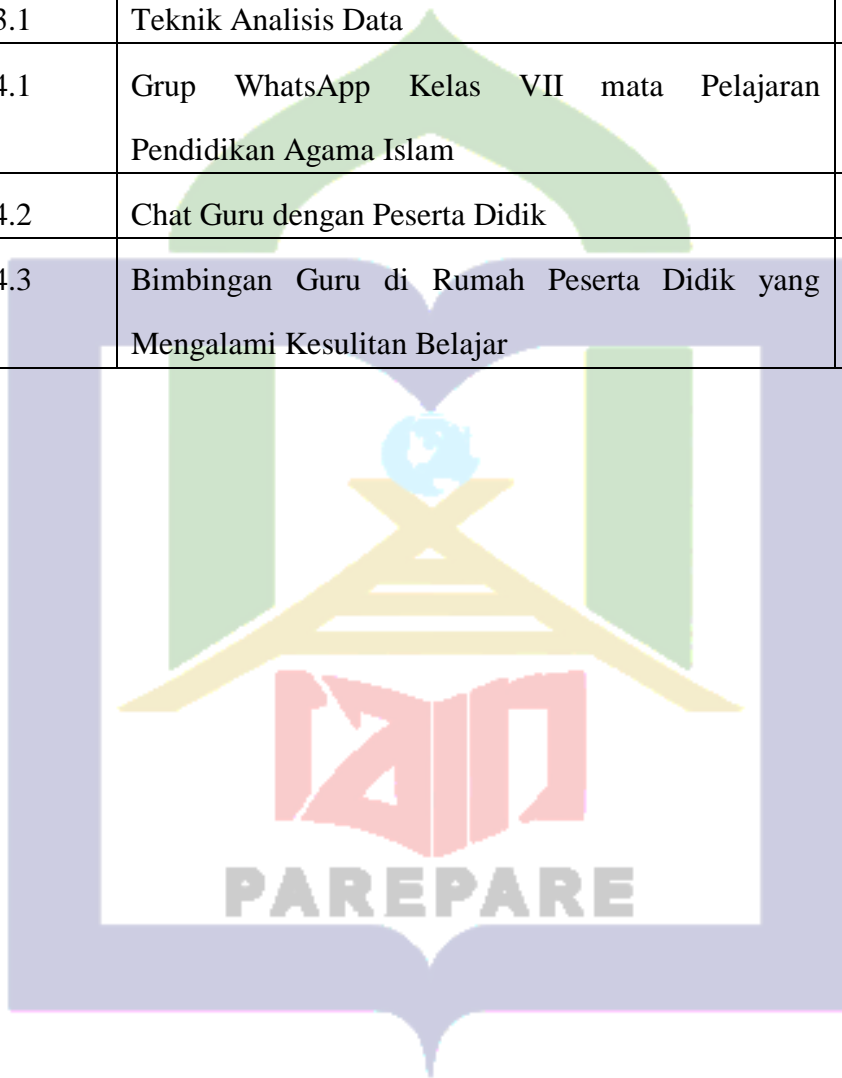 3.1 Teknik Analisis Data
4.1 Grup WhatsApp Kelas VII mata Pelajaran
Pendidikan Agama Islam
4.2 Chat Guru dengan Peserta Didik
4.3 Bimbingan Guru di Rumah Peserta Didik yang
Mengalami Kesulitan Belajar
iain
PAREPARE